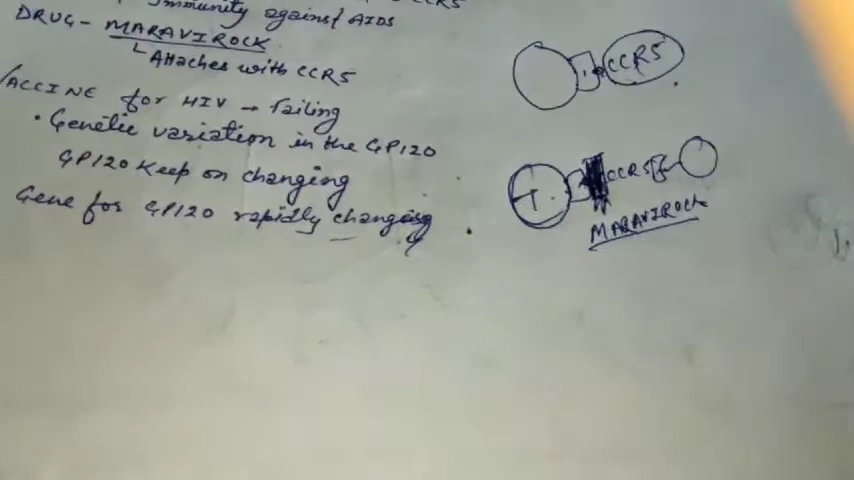 CCR5
Immunity against AIDS
DRUG - MARAVIROCK
Attaches with CCR5
VACCINE for HIV → failing
• Genetic variation in the GP120
GP120 Keep on changing
Gene for GP120 rapidly changing
CCR5
T
CCR5
MARAVIROCK